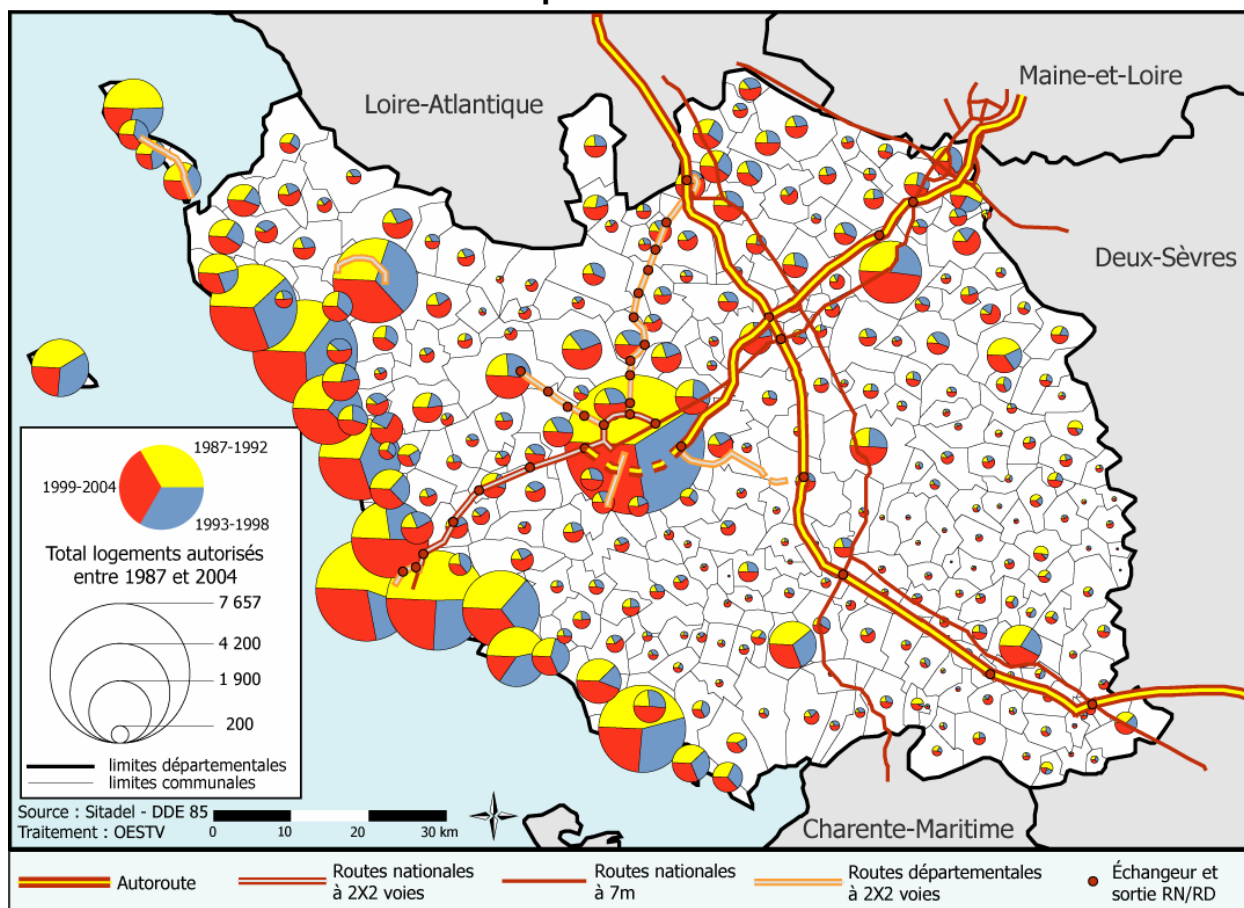 Loire-Atlantique
Maine-et-Loire
Deux-Sèvres
Charente-Maritime
1987-1992
1999-2004
1993-1998
Total logements autorisés
entre 1987 et 2004
7 657
4 200
1 900
200
limites départementales
limites communales
Source : Sitadel - DDE 85
Traitement : OESTV
0 10 20 30 km
Autoroute
Routes nationales
à 2X2 voies
Routes nationales
à 7m
Routes départementales
à 2X2 voies
Échangeur et
sortie RN/RD